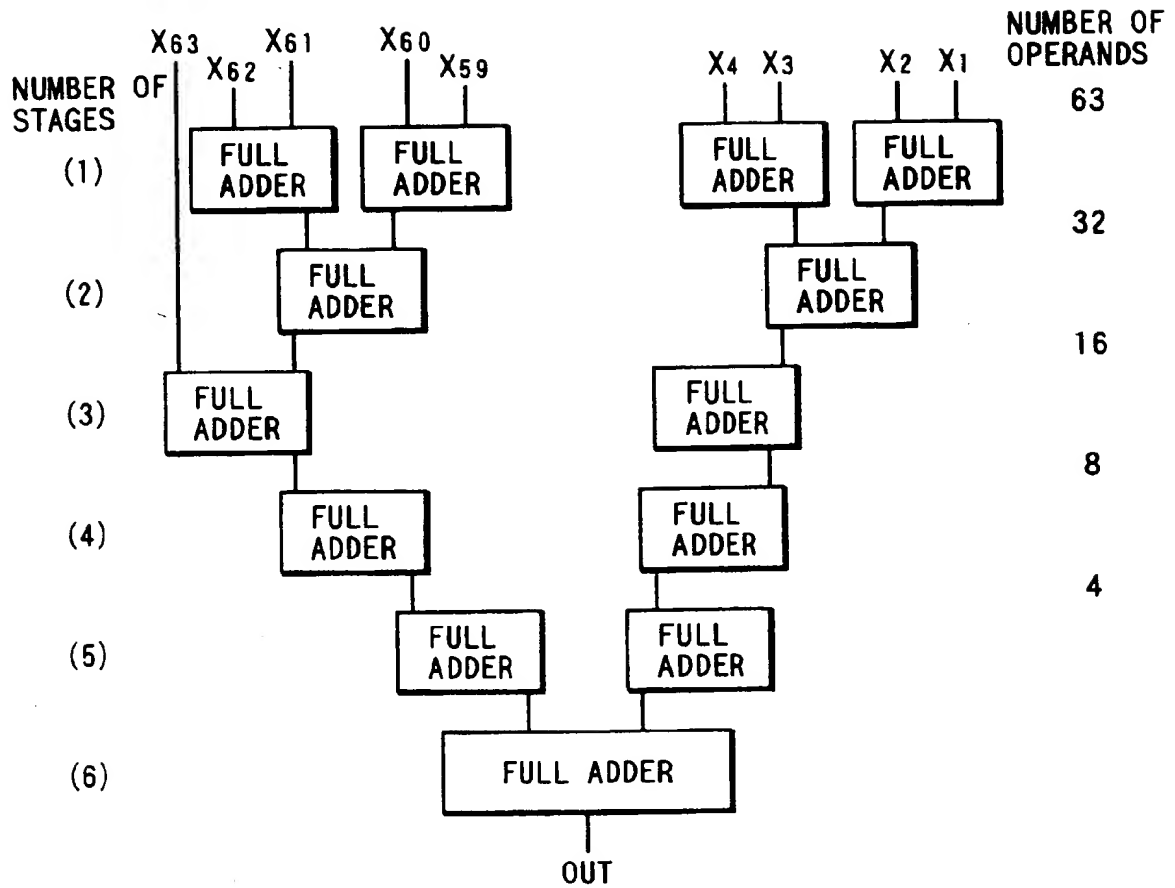 NUMBER OF
OPERANDS
X63 X61 X60
X62 X59 X4 X3 X2 X1
NUMBER OF
STAGES
63
(1)
FULL
ADDER
FULL
ADDER
FULL
ADDER
FULL
ADDER
32
(2)
FULL
ADDER
FULL
ADDER
16
(3)
FULL
ADDER
FULL
ADDER
8
(4)
FULL
ADDER
FULL
ADDER
4
(5)
FULL
ADDER
FULL
ADDER
(6)
FULL ADDER
OUT